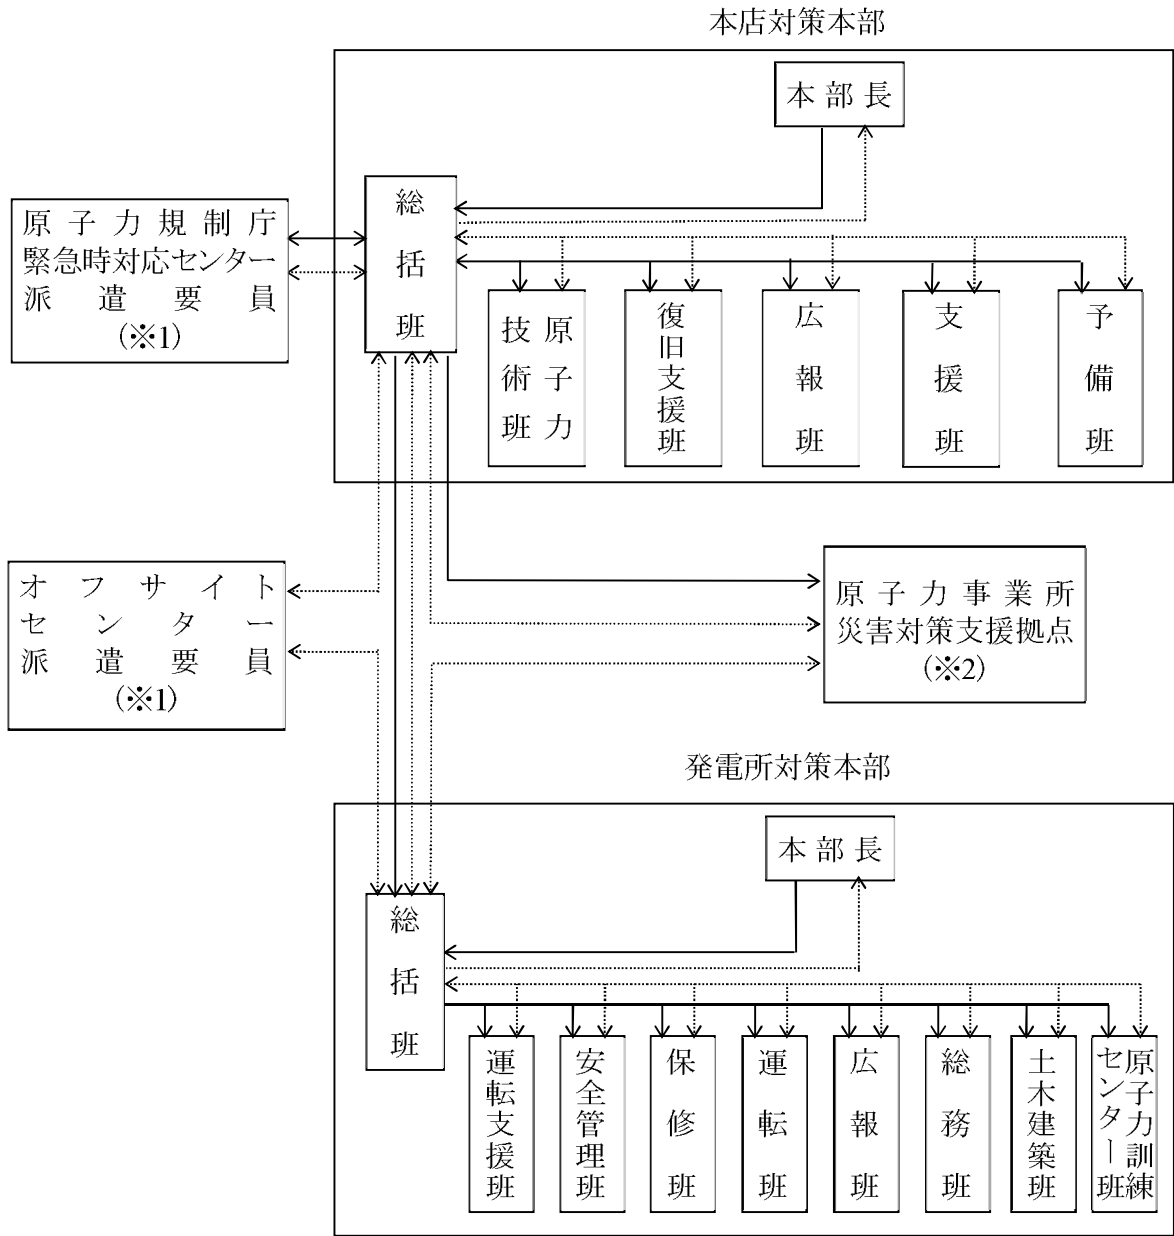 本店対策本部
本部長
総括班
原子力規制庁
緊急時対応センター
派遣要員
(※1)
原子力
技術班
復旧支援班
広報班
支援班
予備班
オフサイト
センター
派遣要員
(※1)
原子力事業所
災害対策支援拠点
(※2)
発電所対策本部
本部長
総括班
運転支援班
安全管理班
保修班
運転班
広報班
総務班
土木建築班
原子力訓練
センター班